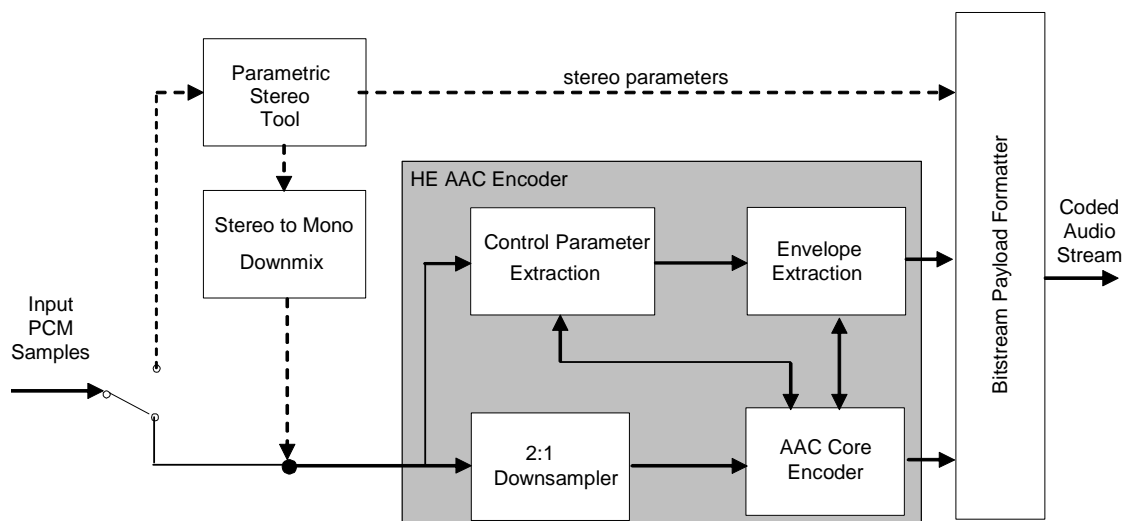 Parametric
Stereo
Tool
stereo parameters
Stereo to Mono
Downmix
HE AAC Encoder
Control Parameter
Extraction
Envelope
Extraction
Bitstream Payload Formatter
Coded
Audio
Stream
Input
PCM
Samples
2:1
Downsampler
AAC Core
Encoder